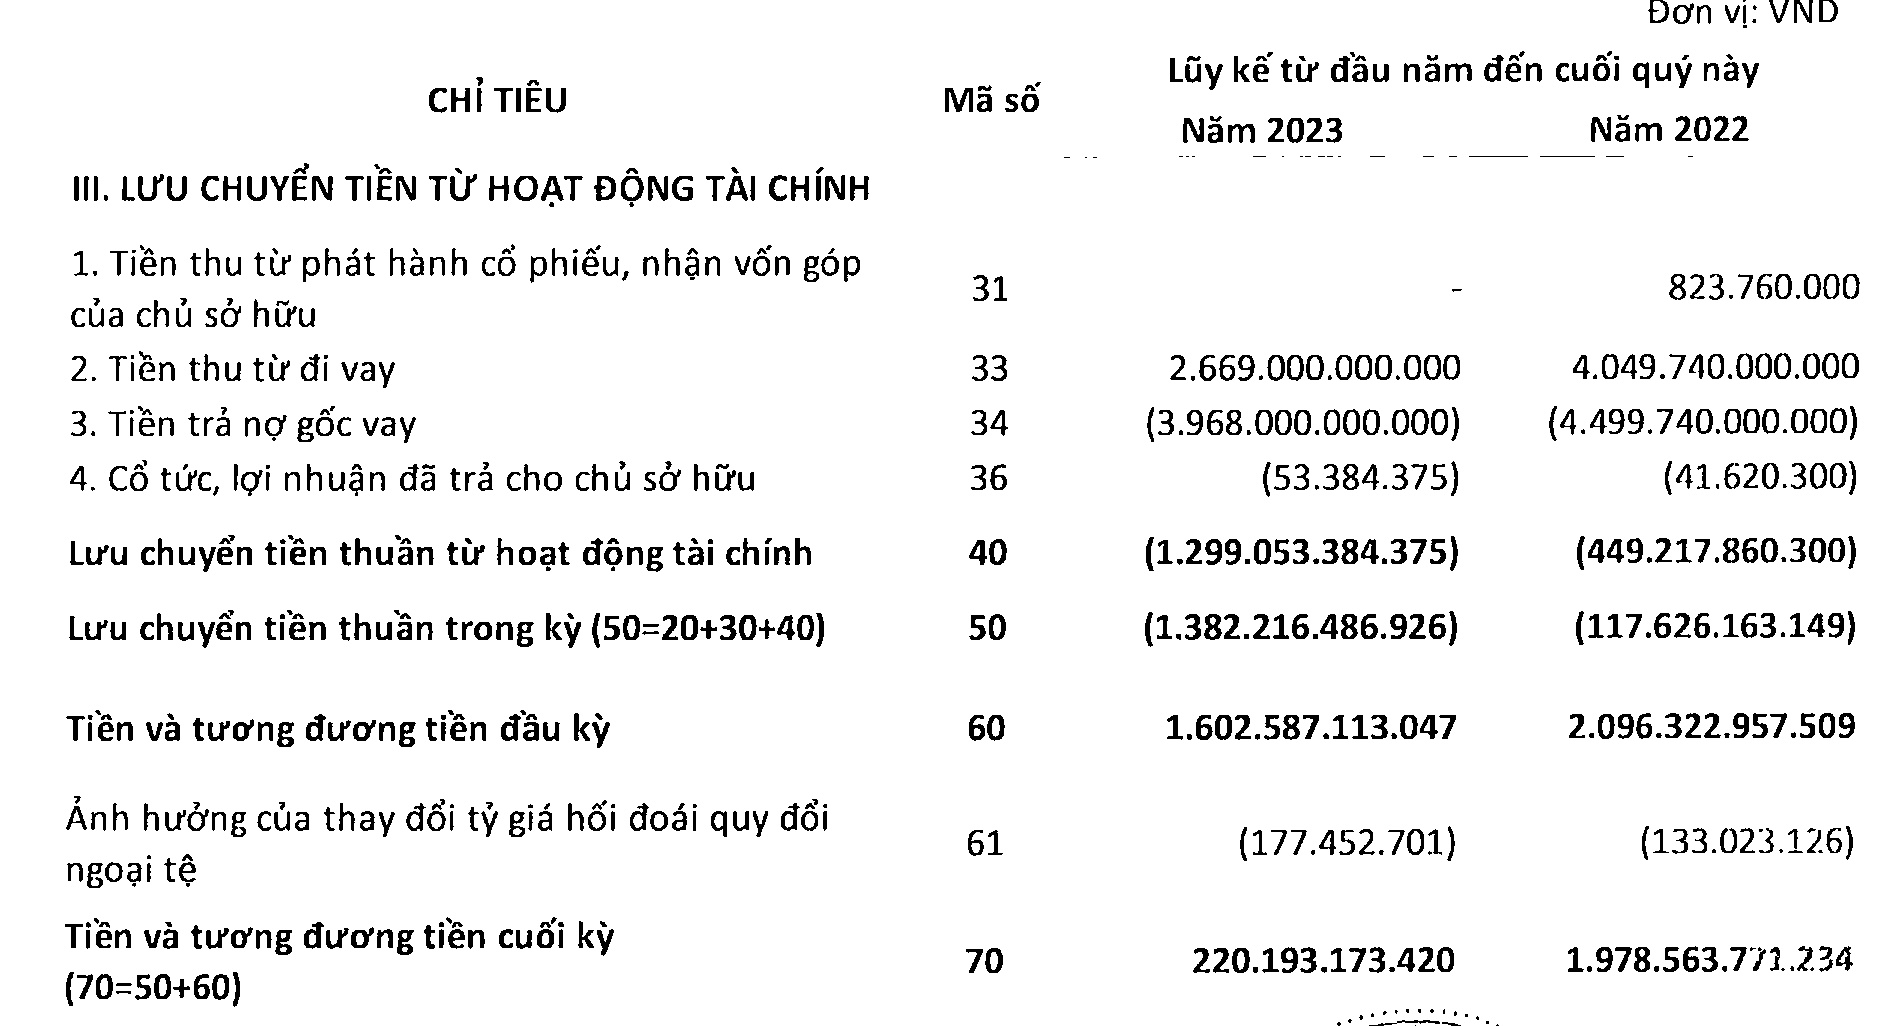 Đơn vị: VND
Lũy kế từ đầu năm đến cuối quý này
CHỈ TIÊU Mã số
Năm 2023 Năm 2022
III. LƯU CHUYỂN TIỀN TỪ HOẠT ĐỘNG TÀI CHÍNH
1. Tiền thu từ phát hành cổ phiếu, nhận vốn góp
của chủ sở hữu 31 - 823.760.000
2. Tiền thu từ đi vay 33 2.669.000.000.000 4.049.740.000.000
3. Tiền trả nợ gốc vay 34 (3.968.000.000.000) (4.499.740.000.000)
4. Cổ tức, lợi nhuận đã trả cho chủ sở hữu 36 (53.384.375) (41.620.300)
Lưu chuyển tiền thuần từ hoạt động tài chính 40 (1.299.053.384.375) (449.217.860.300)
Lưu chuyển tiền thuần trong kỳ (50=20+30+40) 50 (1.382.216.486.926) (117.626.163.149)
Tiền và tương đương tiền đầu kỳ 60 1.602.587.113.047 2.096.322.957.509
Ảnh hưởng của thay đổi tỷ giá hối đoái quy đổi
ngoại tệ 61 (177.452.701) (133.023.126)
Tiền và tương đương tiền cuối kỳ
(70=50+60) 70 220.193.173.420 1.978.563.771.234